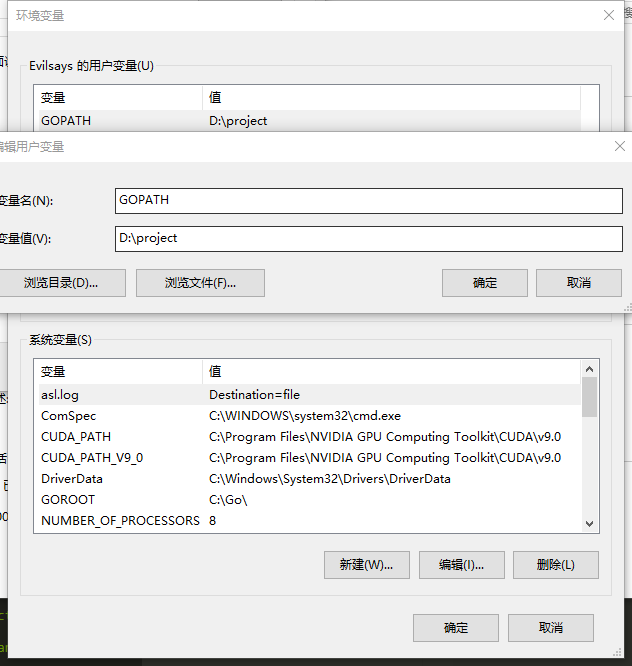 环境变量
Evilsays 的用户变量(U)
变量 值
GOPATH D:\project
编辑用户变量
变量名(N): GOPATH
变量值(V): D:\project
浏览目录(D)... 浏览文件(F)... 确定 取消
系统变量(S)
变量 值
asl.log Destination=file
ComSpec C:\WINDOWS\system32\cmd.exe
CUDA_PATH C:\Program Files\NVIDIA GPU Computing Toolkit\CUDA\v9.0
CUDA_PATH_V9_0 C:\Program Files\NVIDIA GPU Computing Toolkit\CUDA\v9.0
DriverData C:\Windows\System32\Drivers\DriverData
GOROOT C:\Go\
NUMBER_OF_PROCESSORS 8
新建(W)... 编辑(I)... 删除(L)
确定 取消